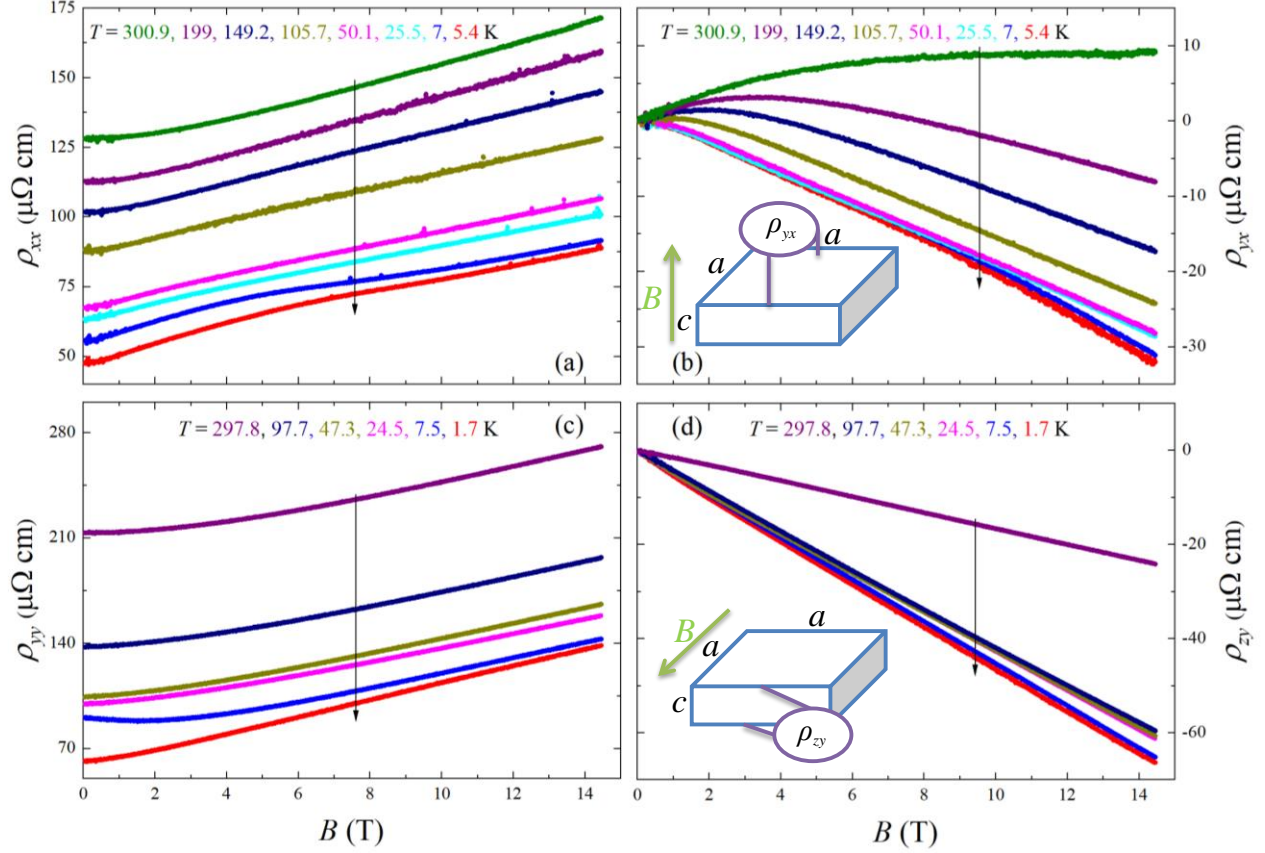 T = 300.9, 199, 149.2, 105.7, 50.1, 25.5, 7, 5.4 K
175
150
125
100
75
50
ρxx (μΩ cm)
(a)
T = 300.9, 199, 149.2, 105.7, 50.1, 25.5, 7, 5.4 K
10
0
-10
-20
-30
ρyx (μΩ cm)
ρyx
a
a
B
c
(b)
T = 297.8, 97.7, 47.3, 24.5, 7.5, 1.7 K
(c)
280
210
140
70
ρyy (μΩ cm)
0 2 4 6 8 10 12 14
B (T)
(d)
T = 297.8, 97.7, 47.3, 24.5, 7.5, 1.7 K
0
-20
-40
-60
ρzy (μΩ cm)
B
a
a
c
ρzy
0 2 4 6 8 10 12 14
B (T)